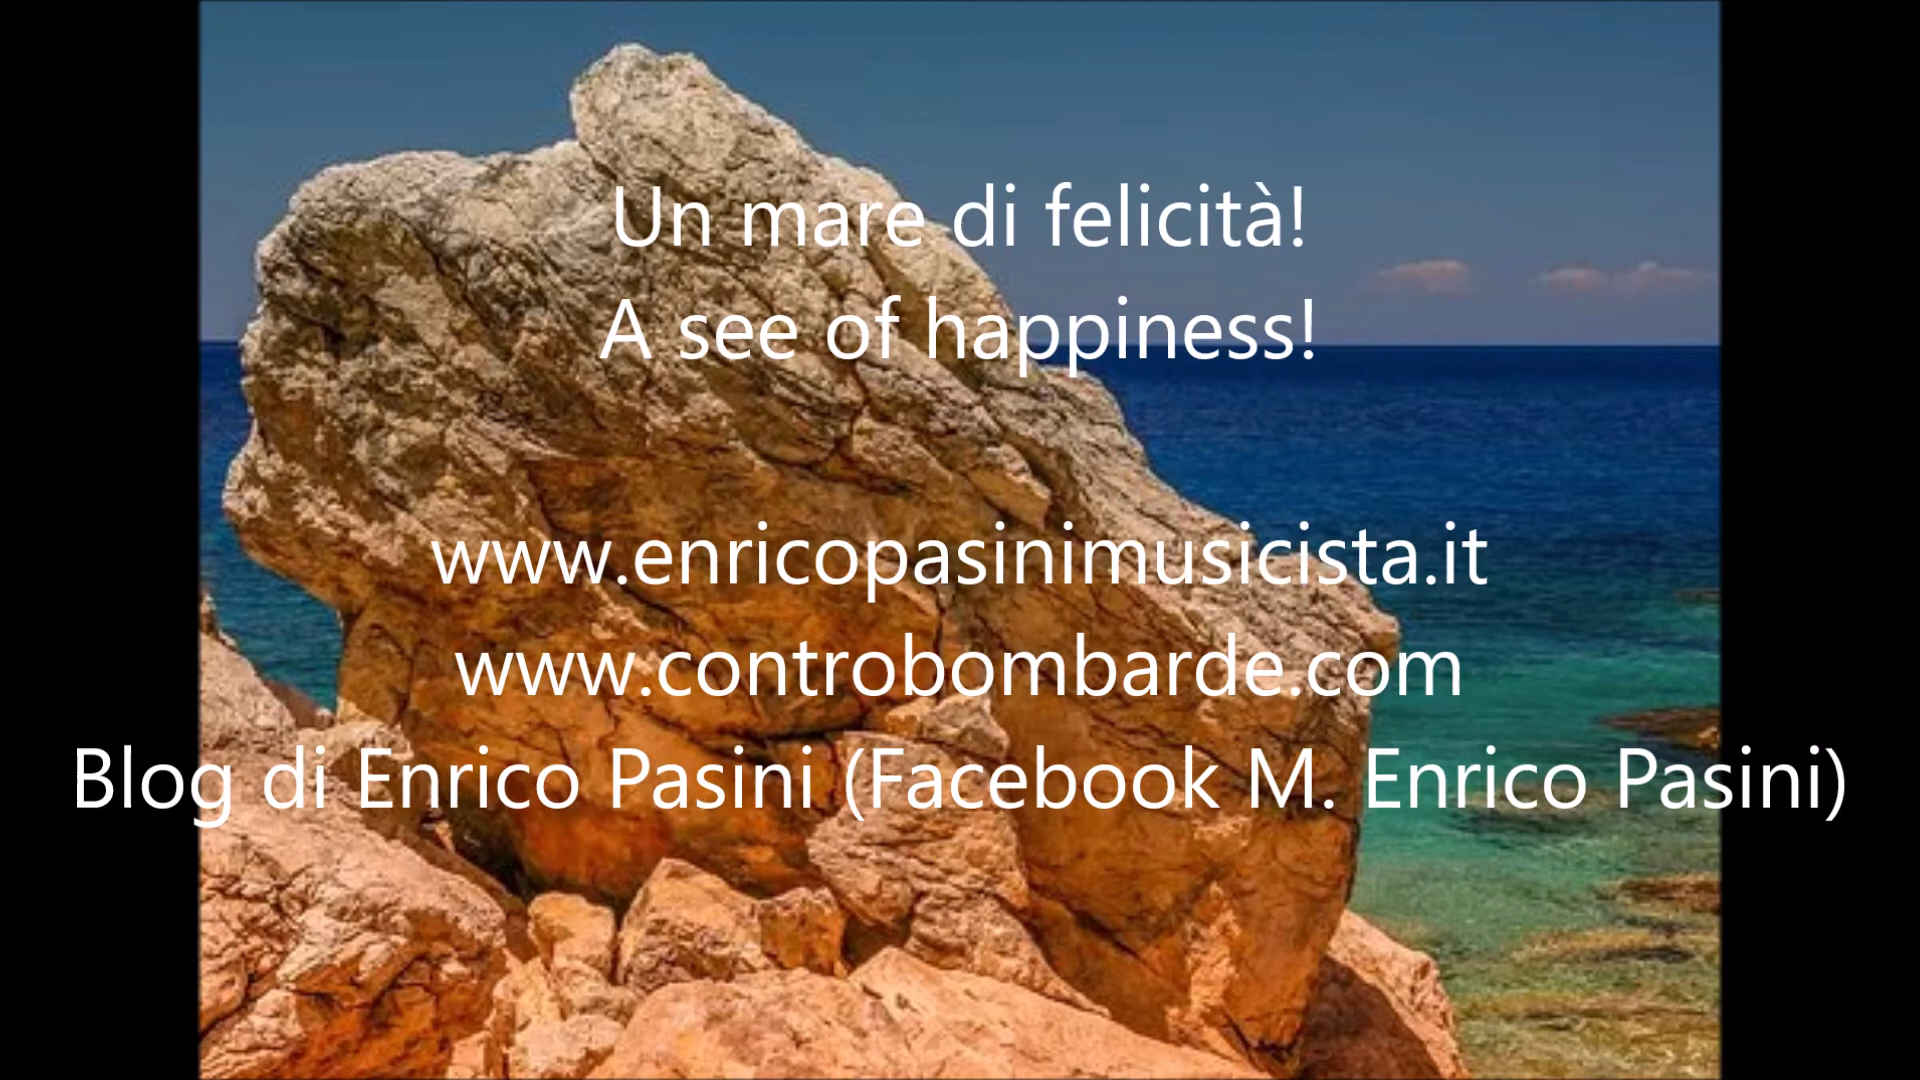 Un mare di felicità!
A see of happiness!
www.enricopasinimusicista.it
www.controbombarde.com
Blog di Enrico Pasini (Facebook M. Enrico Pasini)